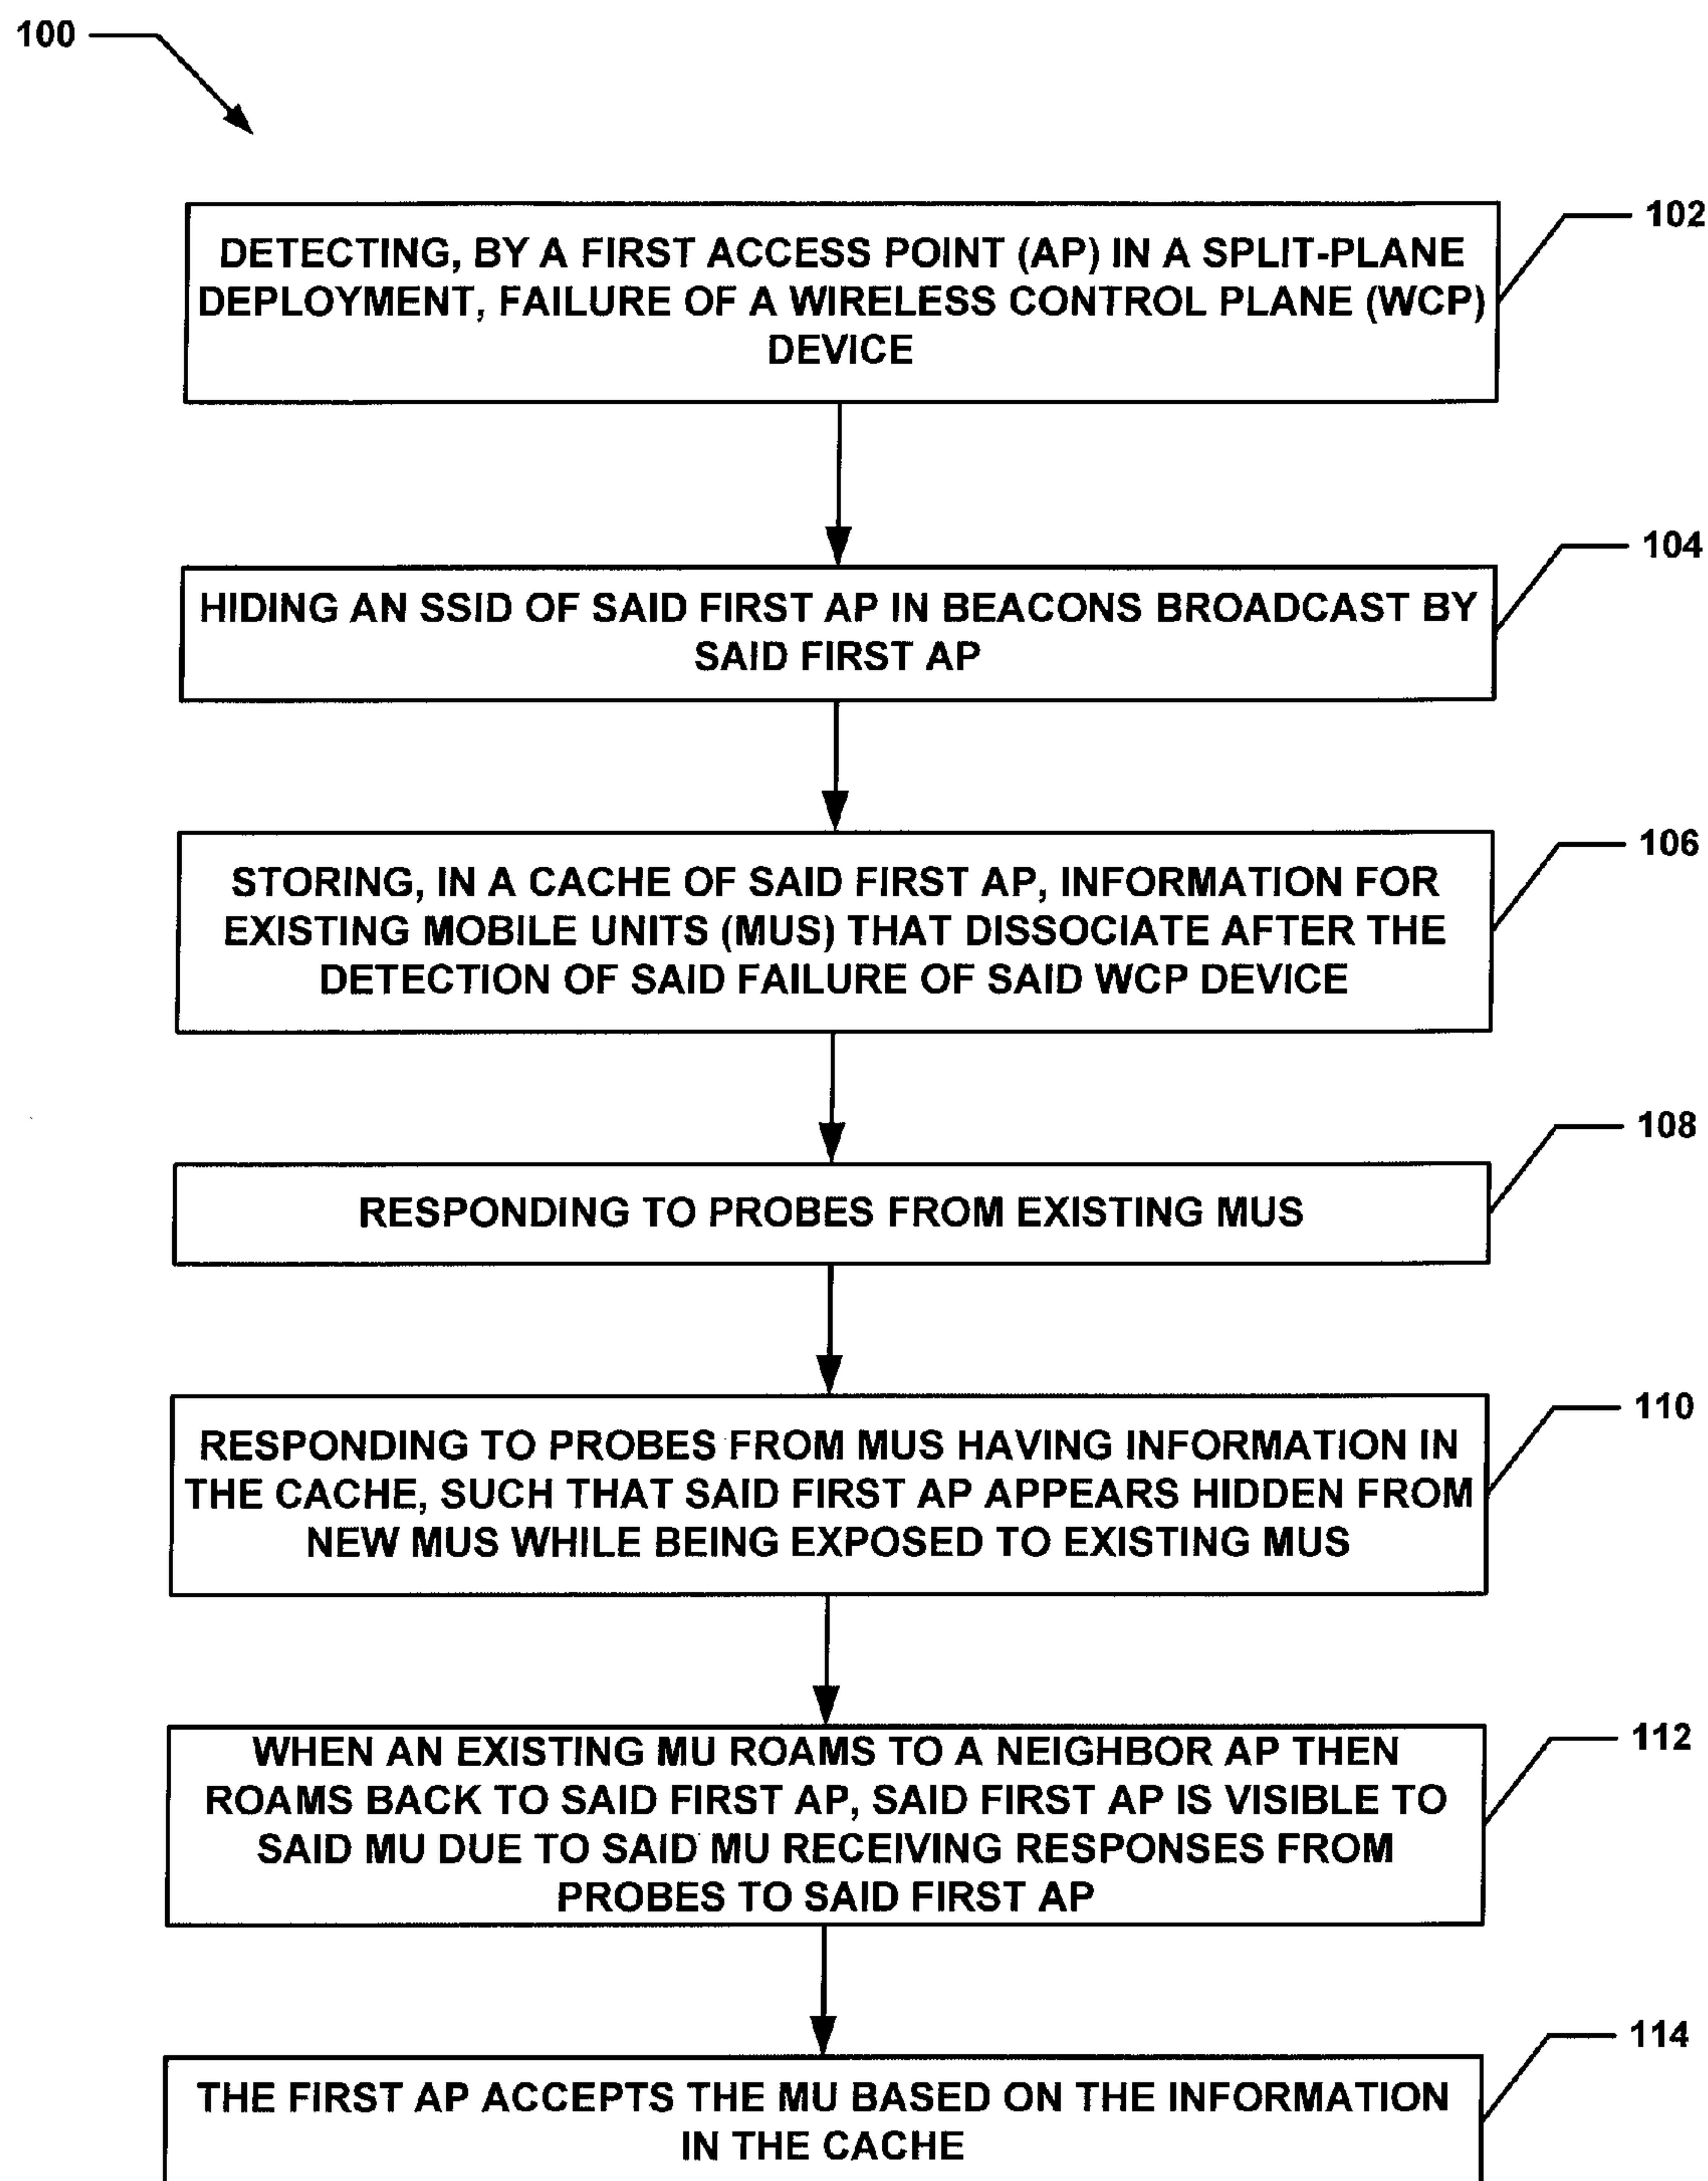 100
102
DETECTING, BY A FIRST ACCESS POINT (AP) IN A SPLIT-PLANE
DEPLOYMENT, FAILURE OF A WIRELESS CONTROL PLANE (WCP)
DEVICE
104
HIDING AN SSID OF SAID FIRST AP IN BEACONS BROADCAST BY
SAID FIRST AP
106
STORING, IN A CACHE OF SAID FIRST AP, INFORMATION FOR
EXISTING MOBILE UNITS (MUS) THAT DISSOCIATE AFTER THE
DETECTION OF SAID FAILURE OF SAID WCP DEVICE
108
RESPONDING TO PROBES FROM EXISTING MUS
110
RESPONDING TO PROBES FROM MUS HAVING INFORMATION IN
THE CACHE, SUCH THAT SAID FIRST AP APPEARS HIDDEN FROM
NEW MUS WHILE BEING EXPOSED TO EXISTING MUS
112
WHEN AN EXISTING MU ROAMS TO A NEIGHBOR AP THEN
ROAMS BACK TO SAID FIRST AP, SAID FIRST AP IS VISIBLE TO
SAID MU DUE TO SAID MU RECEIVING RESPONSES FROM
PROBES TO SAID FIRST AP
114
THE FIRST AP ACCEPTS THE MU BASED ON THE INFORMATION
IN THE CACHE